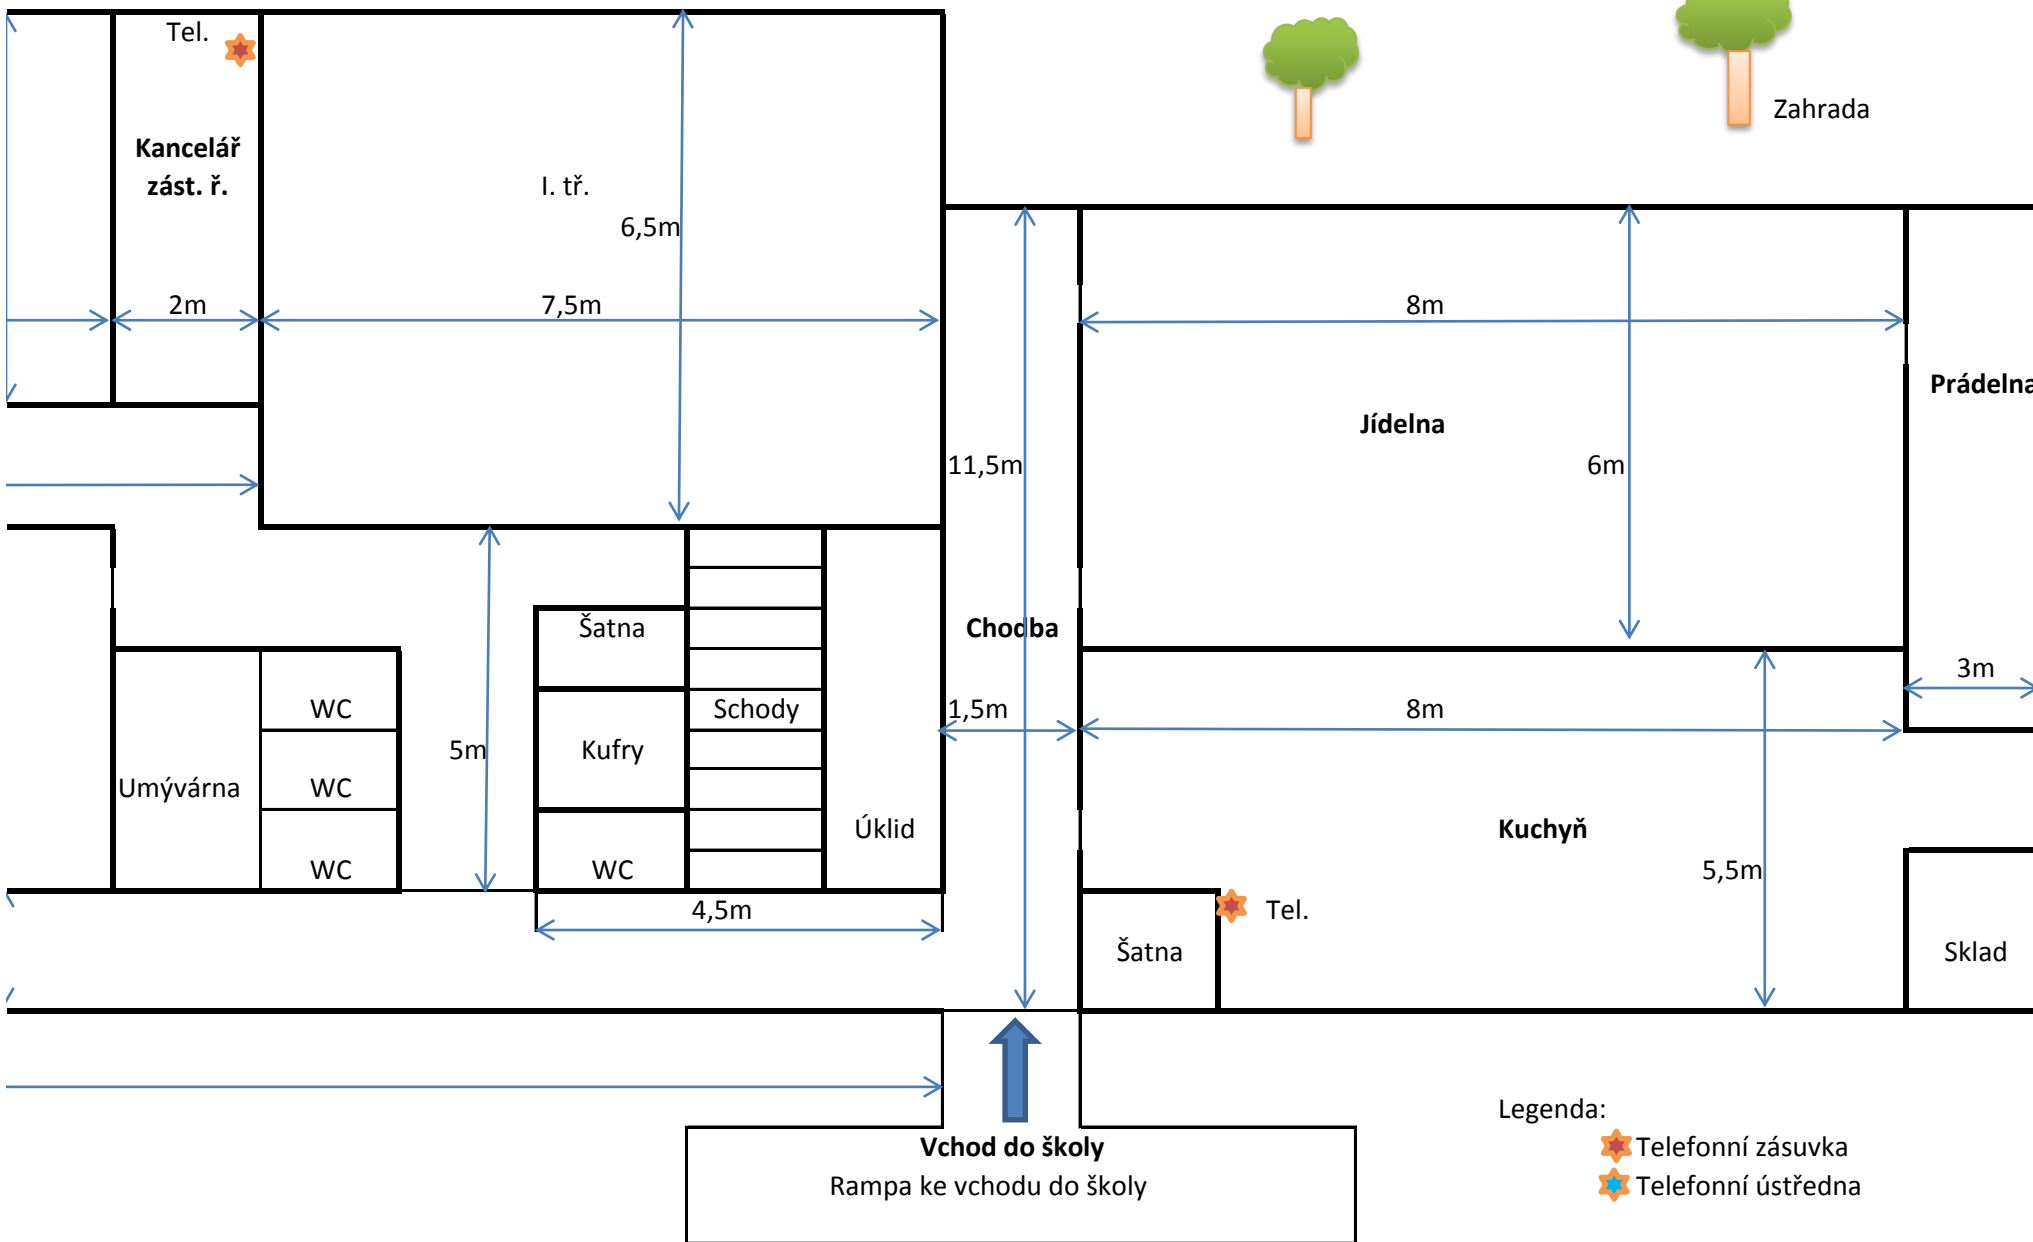 Tel.
Zahrada
Kancelář
zást. ř.
I. tř.
6,5m
2m
7,5m
8m
Prádelna
Jídelna
11,5m
6m
Šatna
Chodba
3m
WC
Schody
1,5m
8m
5m
Kufry
Umývárna
WC
Úklid
Kuchyň
WC
WC
5,5m
4,5m
Tel.
Šatna
Sklad
Legenda:
Vchod do školy
Telefonní zásuvka
Rampa ke vchodu do školy
Telefonní ústředna